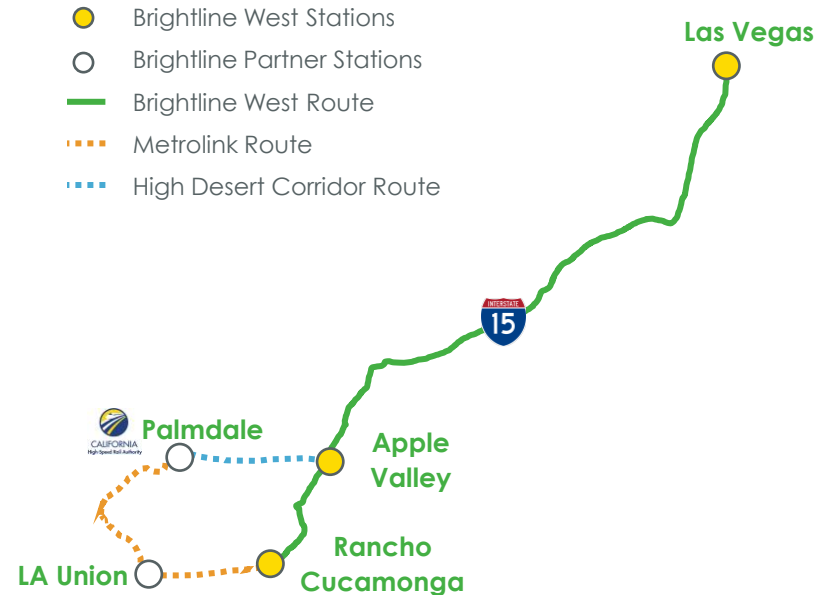 Brightline West Stations
Brightline Partner Stations
Brightline West Route
Metrolink Route
High Desert Corridor Route
Las Vegas
INTERSTATE
15
CALIFORNIA
High-Speed Rail Authority
Palmdale
Apple
Valley
Rancho
Cucamonga
LA Union